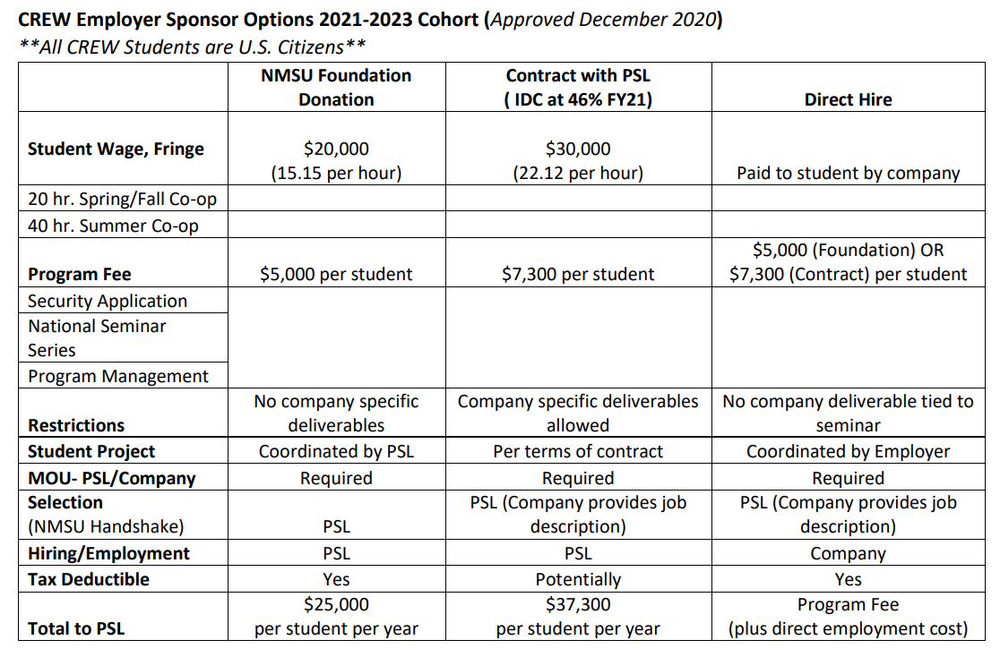 CREW Employer Sponsor Options 2021-2023 Cohort (Approved December 2020)
**All CREW Students are U.S. Citizens**
NMSU Foundation
Donation
Contract with PSL
( IDC at 46% FY21)
Direct Hire
Student Wage, Fringe
$20,000
(15.15 per hour)
$30,000
(22.12 per hour)
Paid to student by company
20 hr. Spring/Fall Co-op
40 hr. Summer Co-op
Program Fee
$5,000 per student
$7,300 per student
$5,000 (Foundation) OR
$7,300 (Contract) per student
Security Application
National Seminar
Series
Program Management
Restrictions
No company specific
deliverables
Company specific deliverables
allowed
No company deliverable tied to
seminar
Student Project
Coordinated by PSL
Per terms of contract
Coordinated by Employer
MOU- PSL/Company
Required
Required
Required
Selection
(NMSU Handshake)
PSL
PSL (Company provides job
description)
PSL (Company provides job
description)
Hiring/Employment
PSL
PSL
Company
Tax Deductible
Yes
Potentially
Yes
Total to PSL
$25,000
per student per year
$37,300
per student per year
Program Fee
(plus direct employment cost)